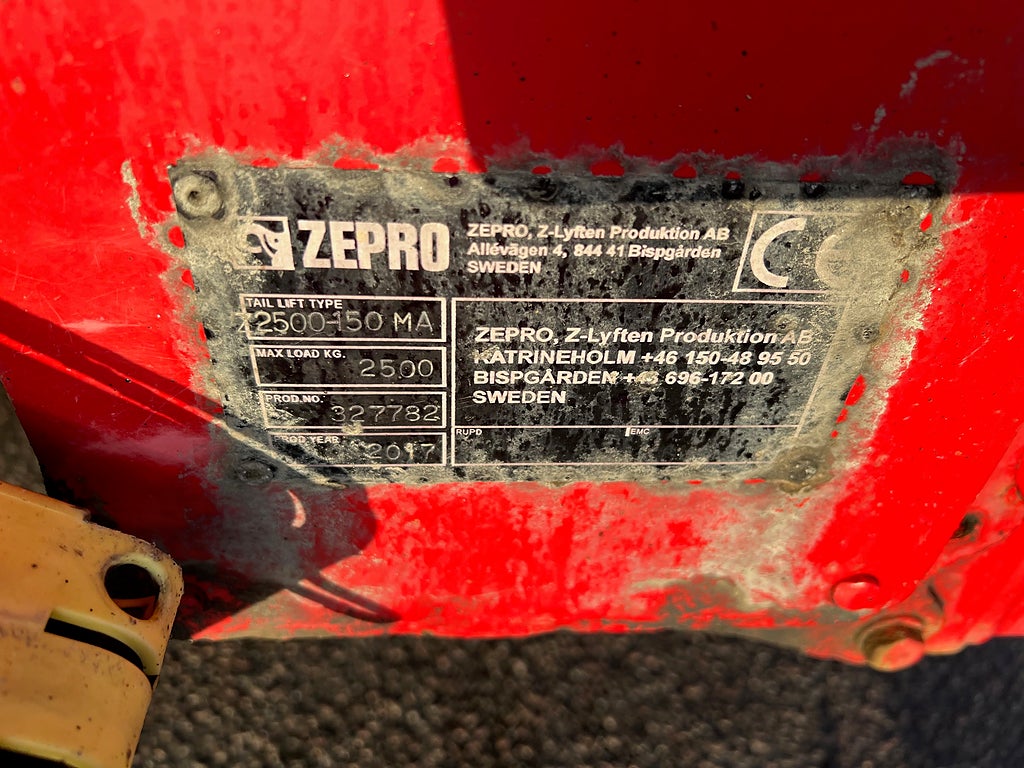 ZEPRO
ZEPRO, Z-Lyften Produktion AB
Allévägen 4, 844 41 Bispgården
SWEDEN
CE
TAIL LIFT TYPE
Z2500-150 MA
MAX LOAD KG.
2500
PROD.NO.
327782
PROD YEAR
2017
ZEPRO, Z-Lyften Produktion AB
KATRINEHOLM +46 150-48 95 50
BISPGÅRDEN +46 696-172 00
SWEDEN
RUPD
EMC